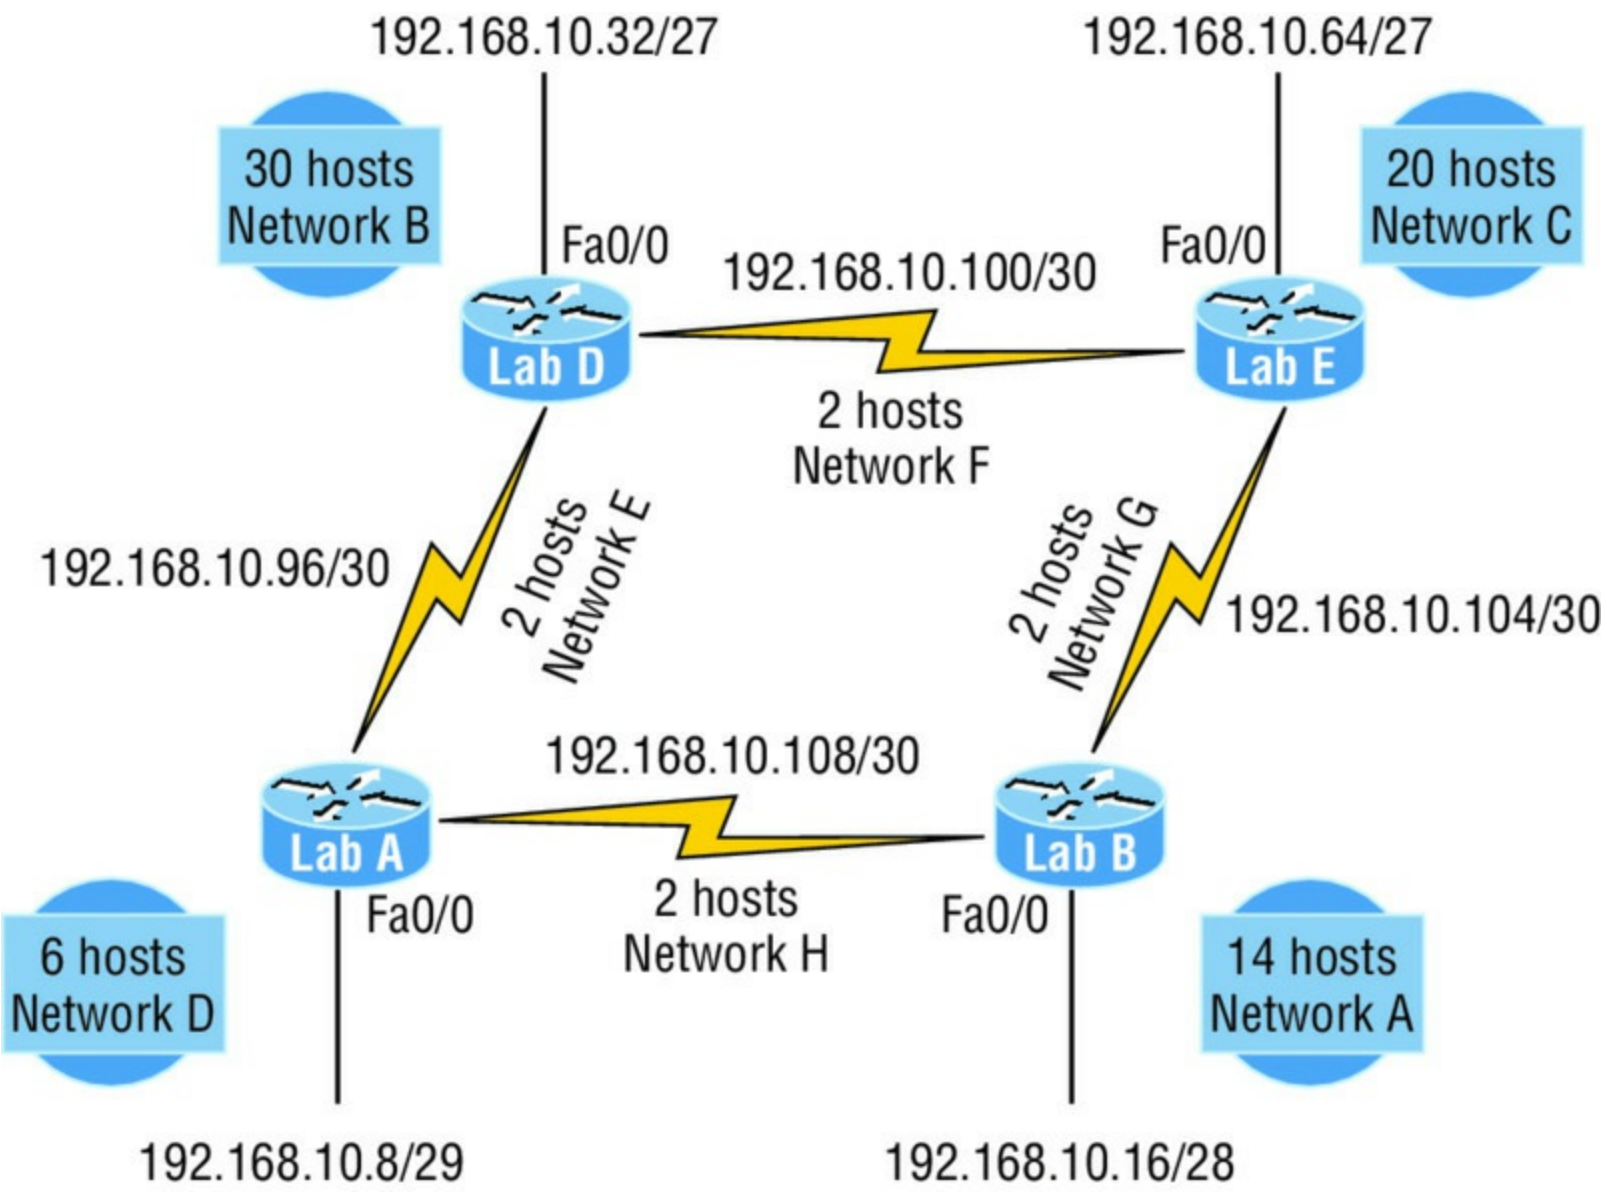 192.168.10.32/27
192.168.10.64/27
30 hosts
Network B
20 hosts
Network C
Fa0/0
192.168.10.100/30
Fa0/0
Lab D
Lab E
2 hosts
Network F
192.168.10.96/30
2 hosts
Network E
2 hosts
Network G
192.168.10.104/30
192.168.10.108/30
Lab A
Lab B
Fa0/0
2 hosts
Network H
Fa0/0
6 hosts
Network D
14 hosts
Network A
192.168.10.8/29
192.168.10.16/28